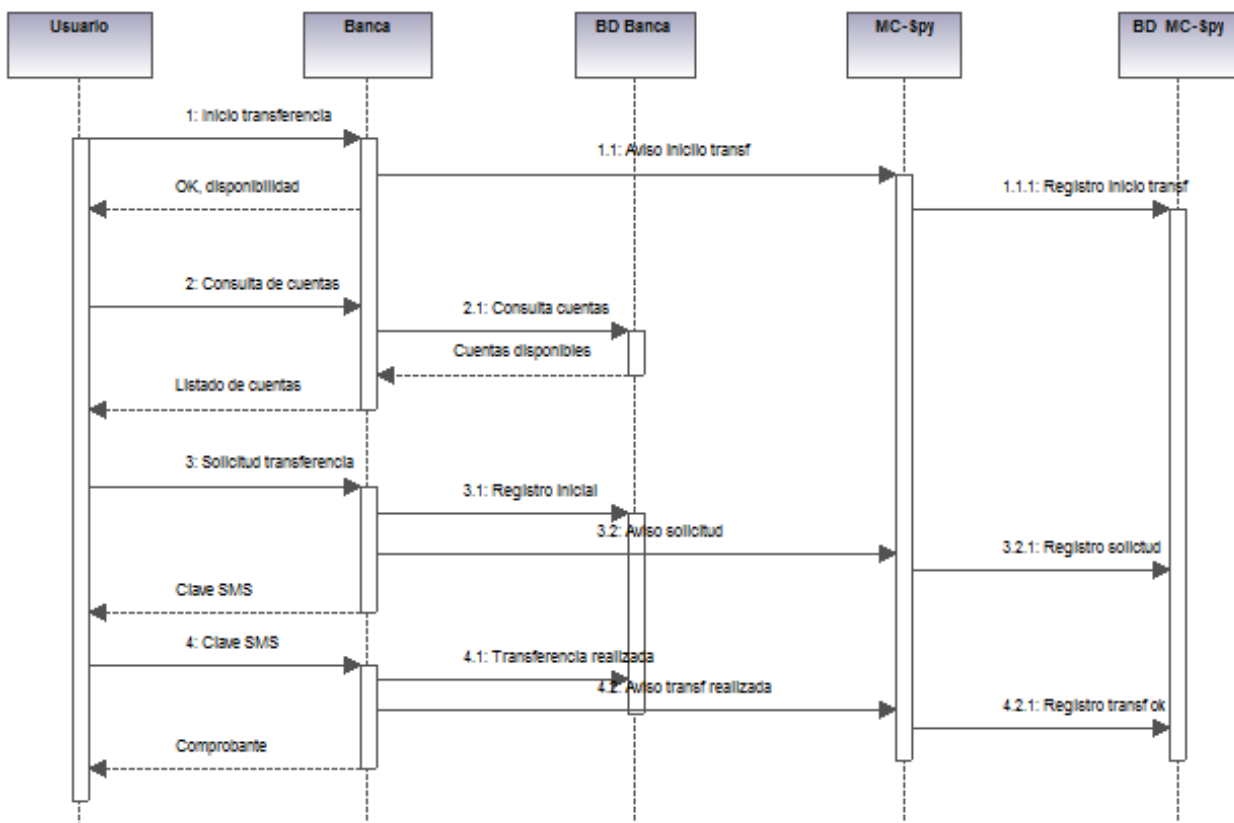 Usuario
Banca
BD Banca
MC-Spy
BD MC-Spy
1: Inicio transferencia
1.1: Aviso iniciio transf
OK, disponibilidad
1.1.1: Registro inicio transf
2: Consulta de cuentas
2.1: Consulta cuentas
Cuentas disponibles
Listado de cuentas
3: Solicitud transferencia
3.1: Registro inicial
3.2: Aviso solicitud
3.2.1: Registro solictud
Clave SMS
4: Clave SMS
4.1: Transferencia realizada
4.2: Aviso transf realizada
4.2.1: Registro transf ok
Comprobante